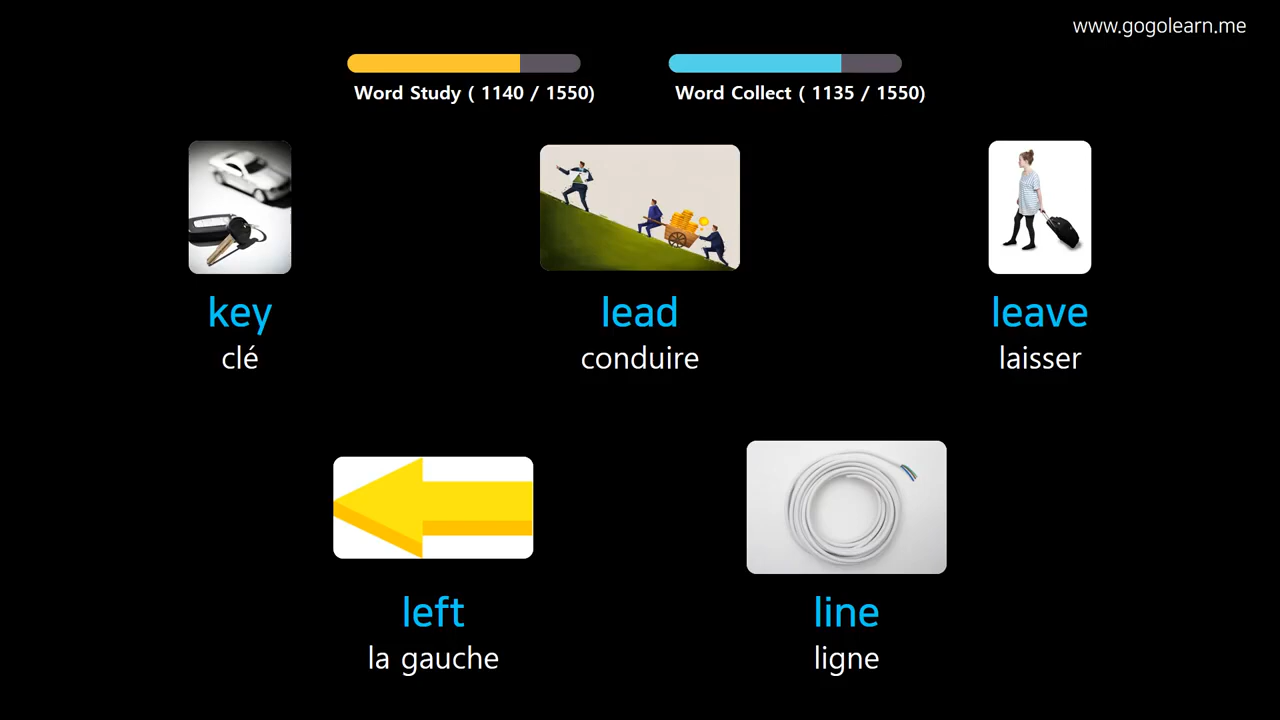 www.gogolearn.me
Word Study ( 1140 / 1550)
Word Collect ( 1135 / 1550)
key
clé
lead
conduire
leave
laisser
left
la gauche
line
ligne